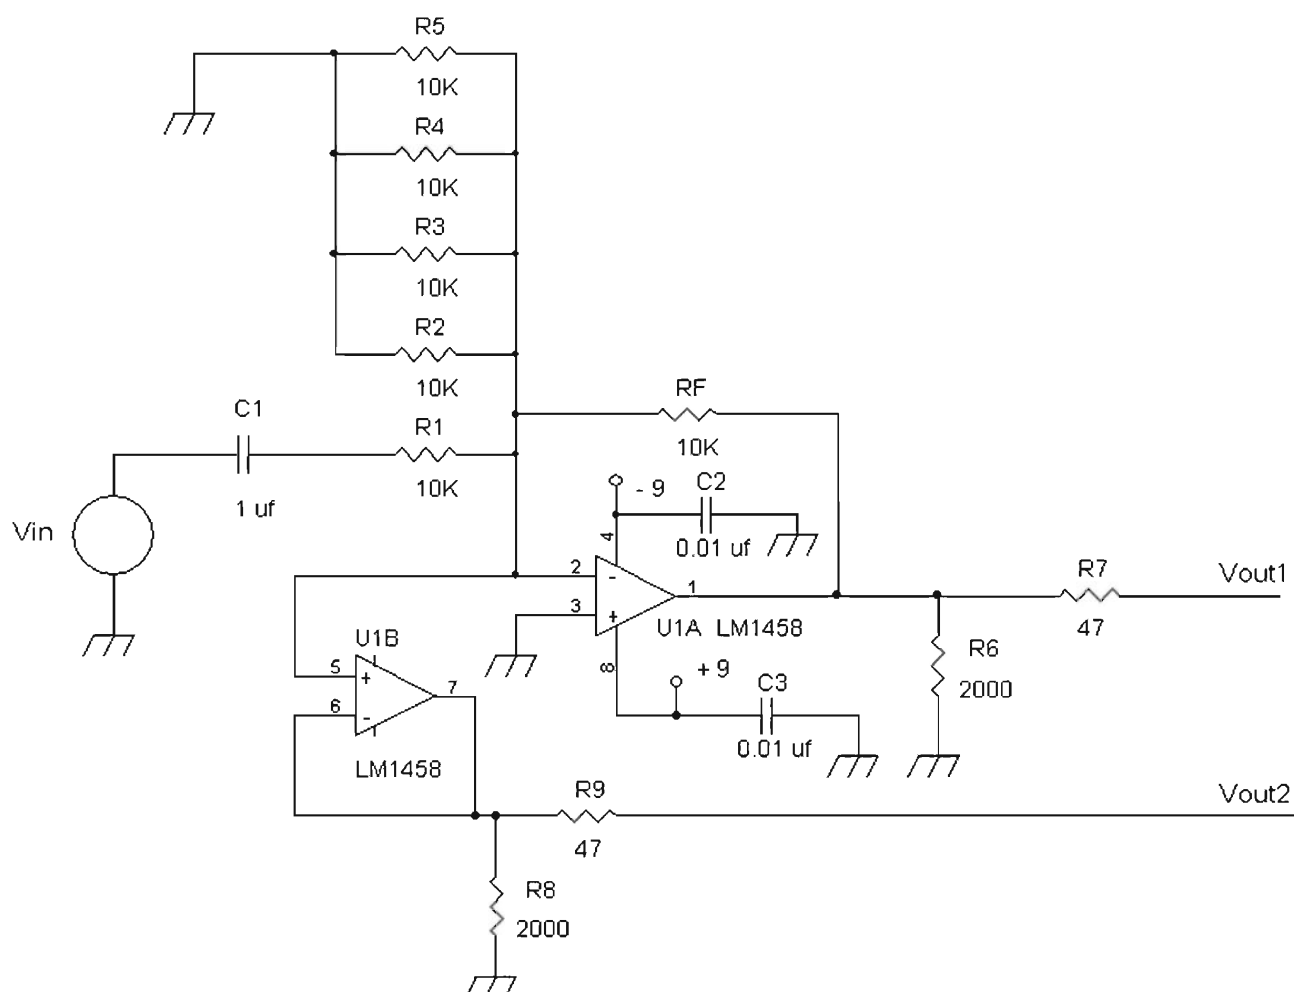 R5
10K
R4
10K
R3
10K
R2
10K
C1
R1
RF
10K
10K
1 uf
- 9
C2
Vin
4
0.01 uf
2
-
1
R7
Vout1
3
+
U1A LM1458
47
U1B
8
+ 9
R6
2000
5
+
7
C3
6
-
0.01 uf
LM1458
R9
Vout2
47
R8
2000